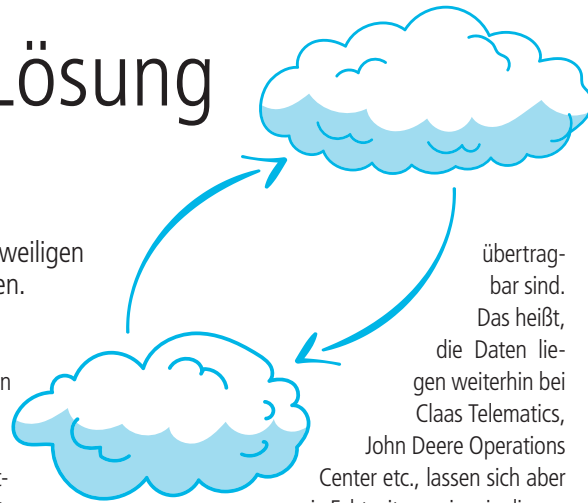 Lösung
weiligen
en.
n
t-
übertrag-
bar sind.
Das heißt,
die Daten lie-
gen weiterhin bei
Claas Telematics,
John Deere Operations
Center etc., lassen sich aber